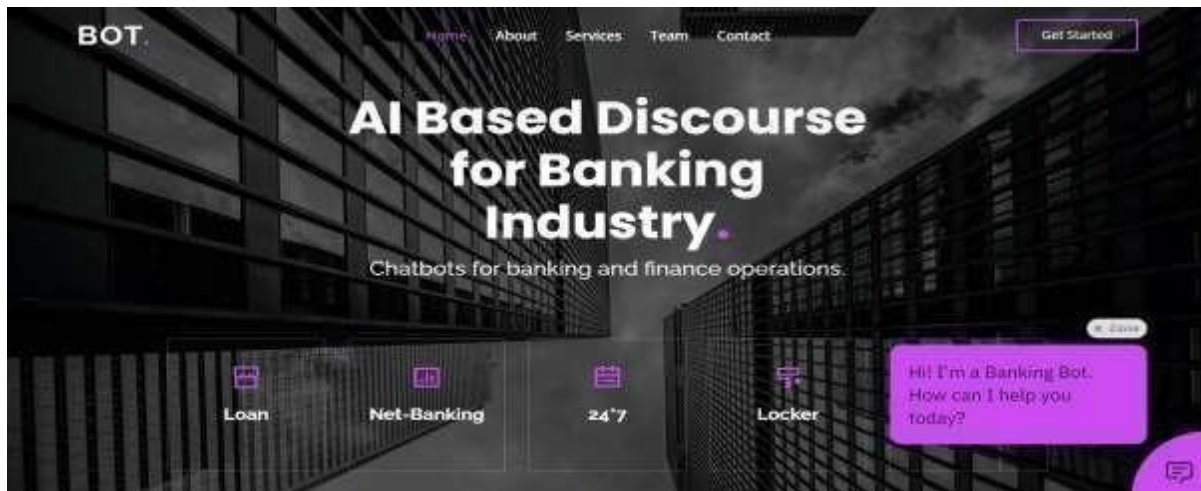 BOT.
Home About Services Team Contact
Get Started
AI Based Discourse
for Banking
Industry.
Chatbots for banking and finance operations.
Close
Hi! I'm a Banking Bot.
How can I help you
today?
Loan Net-Banking 24*7 Locker